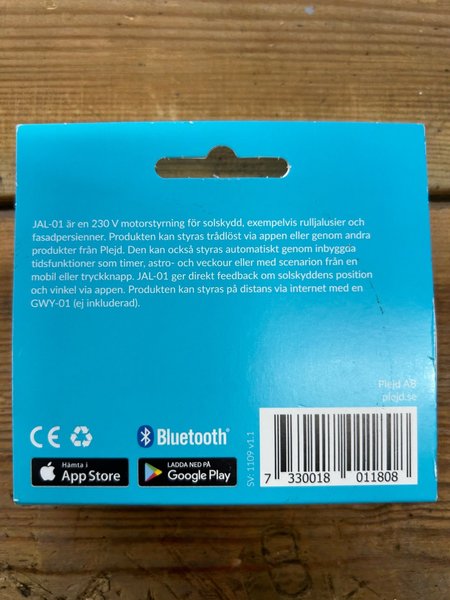 JAL-01 är en 230 V motorstyrning för solskydd, exempelvis rulljalusier och
fasadpersienner. Produkten kan styras trådlöst via appen eller genom andra
produkter från Plejd. Den kan också styras automatiskt genom inbyggda
tidsfunktioner som timer, astro- och veckour eller med scenarion från en
mobil eller tryckknapp. JAL-01 ger direkt feedback om solskyddens position
och vinkel via appen. Produkten kan styras på distans via internet med en
GWY-01 (ej inkluderad).
Plejd AB
plejd.se
CE
Bluetooth®
Hämta i
App Store
LADDA NED PÅ
Google Play
SV: 1109 v1.1
7 330018 011808